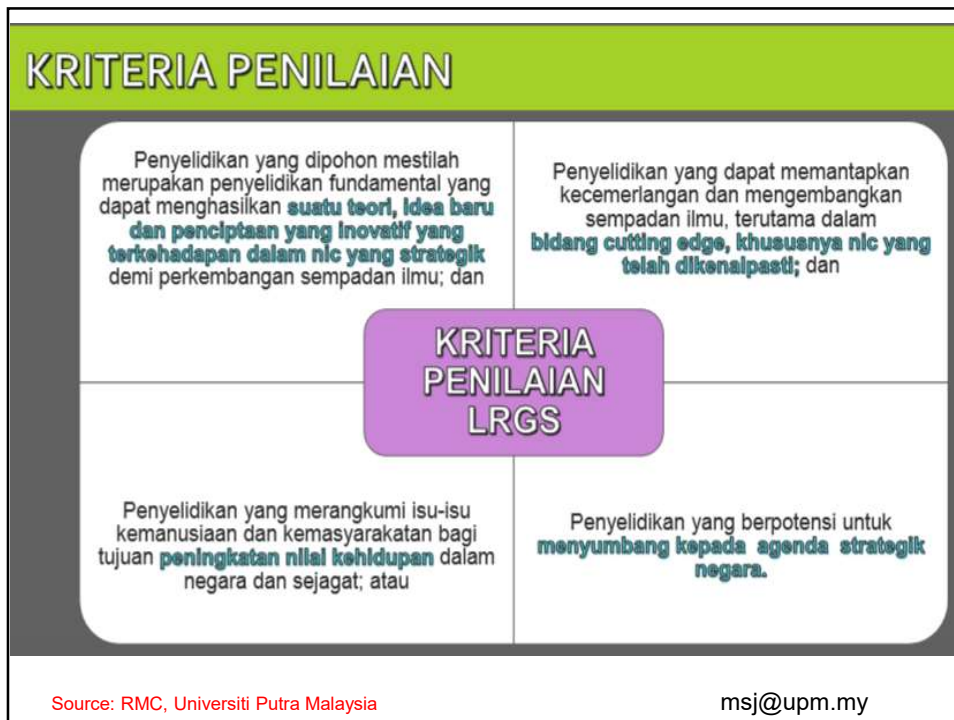 KRITERIA PENILAIAN
Penyelidikan yang dipohon mestilah
merupakan penyelidikan fundamental yang
dapat menghasilkan suatu teori, idea baru
dan penciptaan yang inovatif yang
terkehadapan dalam nic yang strategik
demi perkembangan sempadan ilmu; dan
Penyelidikan yang dapat memantapkan
kecemerlangan dan mengembangkan
sempadan ilmu, terutama dalam
bidang cutting edge, khususnya nic yang
telah dikenalpasti; dan
KRITERIA
PENILAIAN
LRGS
Penyelidikan yang merangkumi isu-isu
kemanusiaan dan kemasyarakatan bagi
tujuan peningkatan nilai kehidupan dalam
negara dan sejagat; atau
Penyelidikan yang berpotensi untuk
menyumbang kepada agenda strategik
negara.
Source: RMC, Universiti Putra Malaysia
msj@upm.my